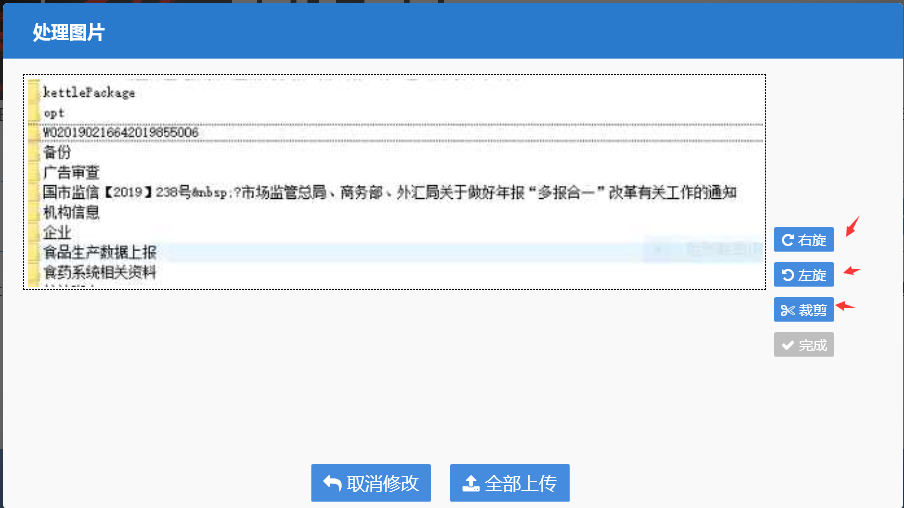 处理图片
kettlePackage
opt
W020190216642019855006
备份
广告审查
国市监信【2019】238号&nbsp;?市场监管总局、商务部、外汇局关于做好年报“多报合一”改革有关工作的通知
机构信息
企业
食品生产数据上报
食药系统相关资料
右旋
左旋
裁剪
完成
取消修改
全部上传